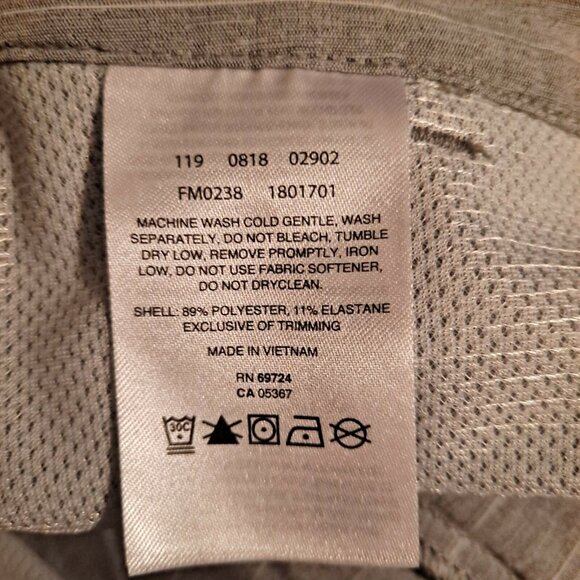 119 0818 02902
FM0238 1801701
MACHINE WASH COLD GENTLE, WASH
SEPARATELY, DO NOT BLEACH, TUMBLE
DRY LOW, REMOVE PROMPTLY, IRON
LOW, DO NOT USE FABRIC SOFTENER,
DO NOT DRYCLEAN.
SHELL: 89% POLYESTER, 11% ELASTANE
EXCLUSIVE OF TRIMMING
MADE IN VIETNAM
RN 69724
CA 05367
30C